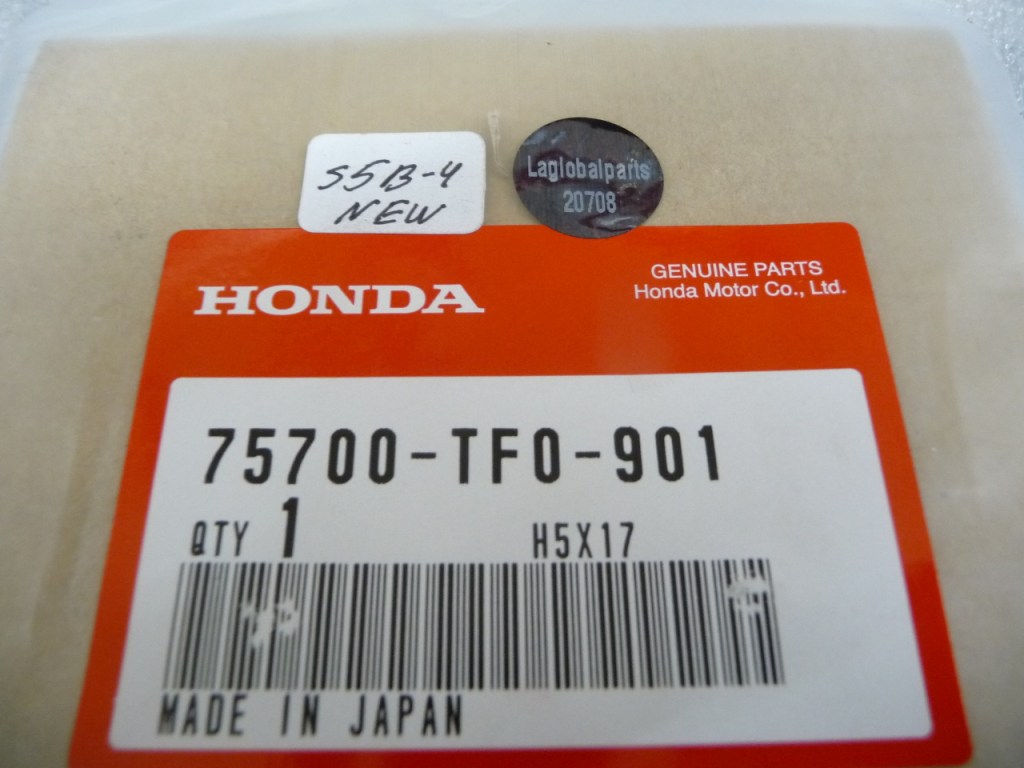 S5B-4
NEW
Laglobalparts
20708
HONDA
GENUINE PARTS
Honda Motor Co., Ltd.
75700-TF0-901
QTY 1 H5X17
MADE IN JAPAN